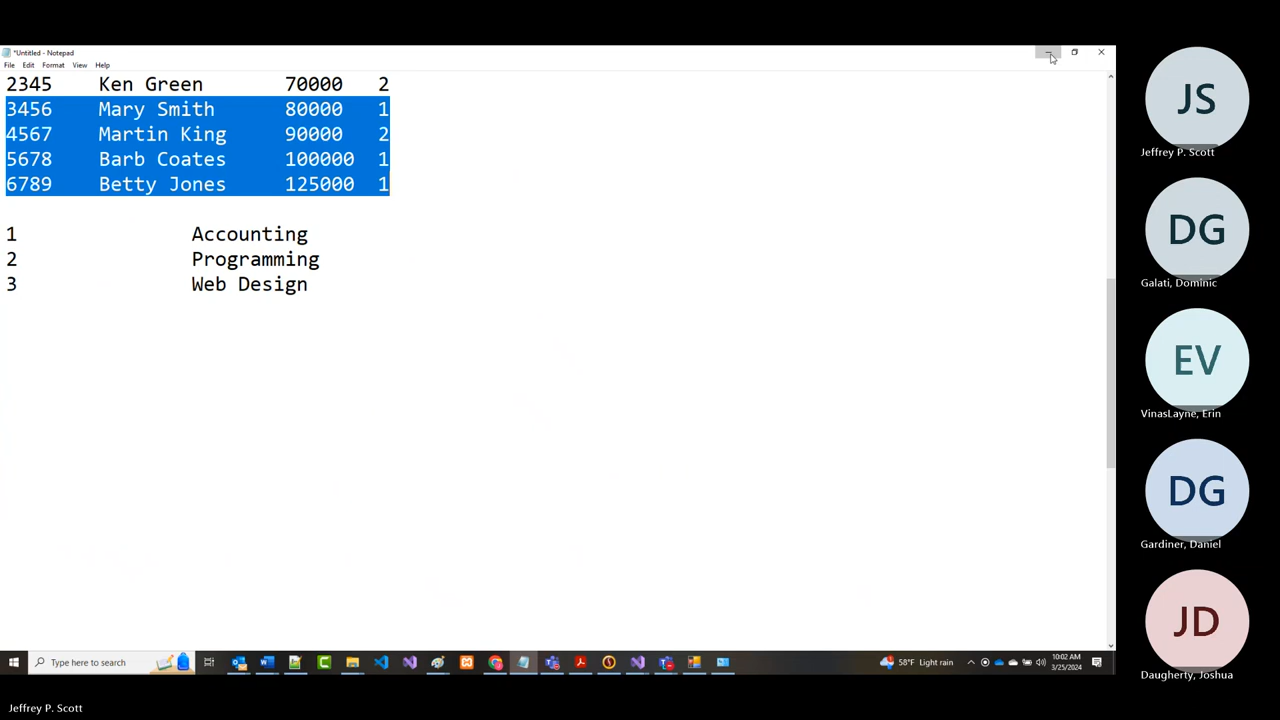 *Untitled - Notepad
File Edit Format View Help
2345 Ken Green 70000 2
3456 Mary Smith 80000 1
4567 Martin King 90000 2
5678 Barb Coates 100000 1
6789 Betty Jones 125000 1
1 Accounting
2 Programming
3 Web Design
JS
Jeffrey P. Scott
DG
Galati, Dominic
EV
VinasLayne, Erin
DG
Gardiner, Daniel
JD
Daugherty, Joshua
Type here to search
58°F Light rain
10:02 AM
3/25/2024
Jeffrey P. Scott